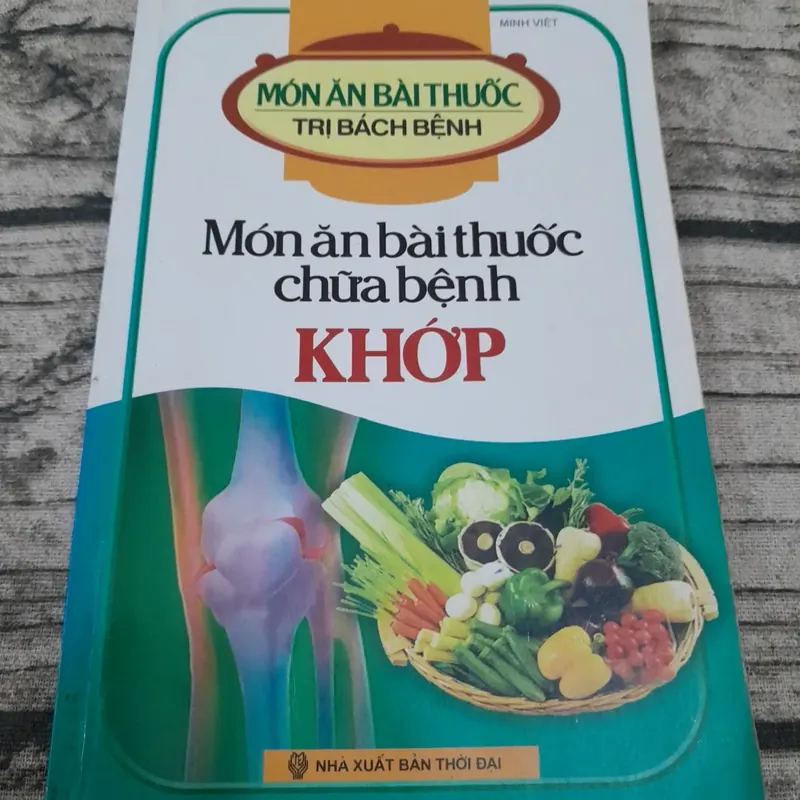 MINH VIỆT
MÓN ĂN BÀI THUỐC
TRỊ BÁCH BỆNH
Món ăn bài thuốc
chữa bệnh
KHỚP
NHÀ XUẤT BẢN THỜI ĐẠI